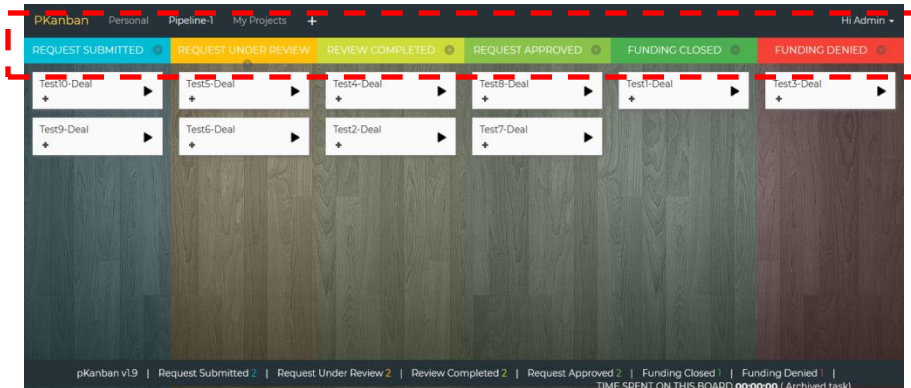 PKanban Personal Pipeline-1 My Projects + Hi Admin
REQUEST SUBMITTED REQUEST UNDER REVIEW REVIEW COMPLETED REQUEST APPROVED FUNDING CLOSED FUNDING DENIED
Test10-Deal Test5-Deal Test4-Deal Test8-Deal Test1-Deal Test3-Deal
+ + + + + +
Test9-Deal Test6-Deal Test2-Deal Test7-Deal
+ + + +
pKanban v1.9 | Request Submitted 2 | Request Under Review 2 | Review Completed 2 | Request Approved 2 | Funding Closed 1 | Funding Denied 1 |
TIME SPENT ON THIS BOARD 00:00:00 ( Archived task)